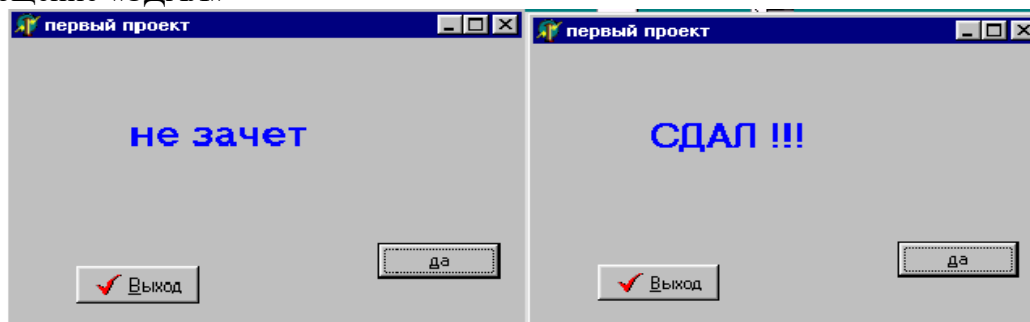 первый проект
не зачет
да
Выход
первый проект
СДАЛ !!!
да
Выход